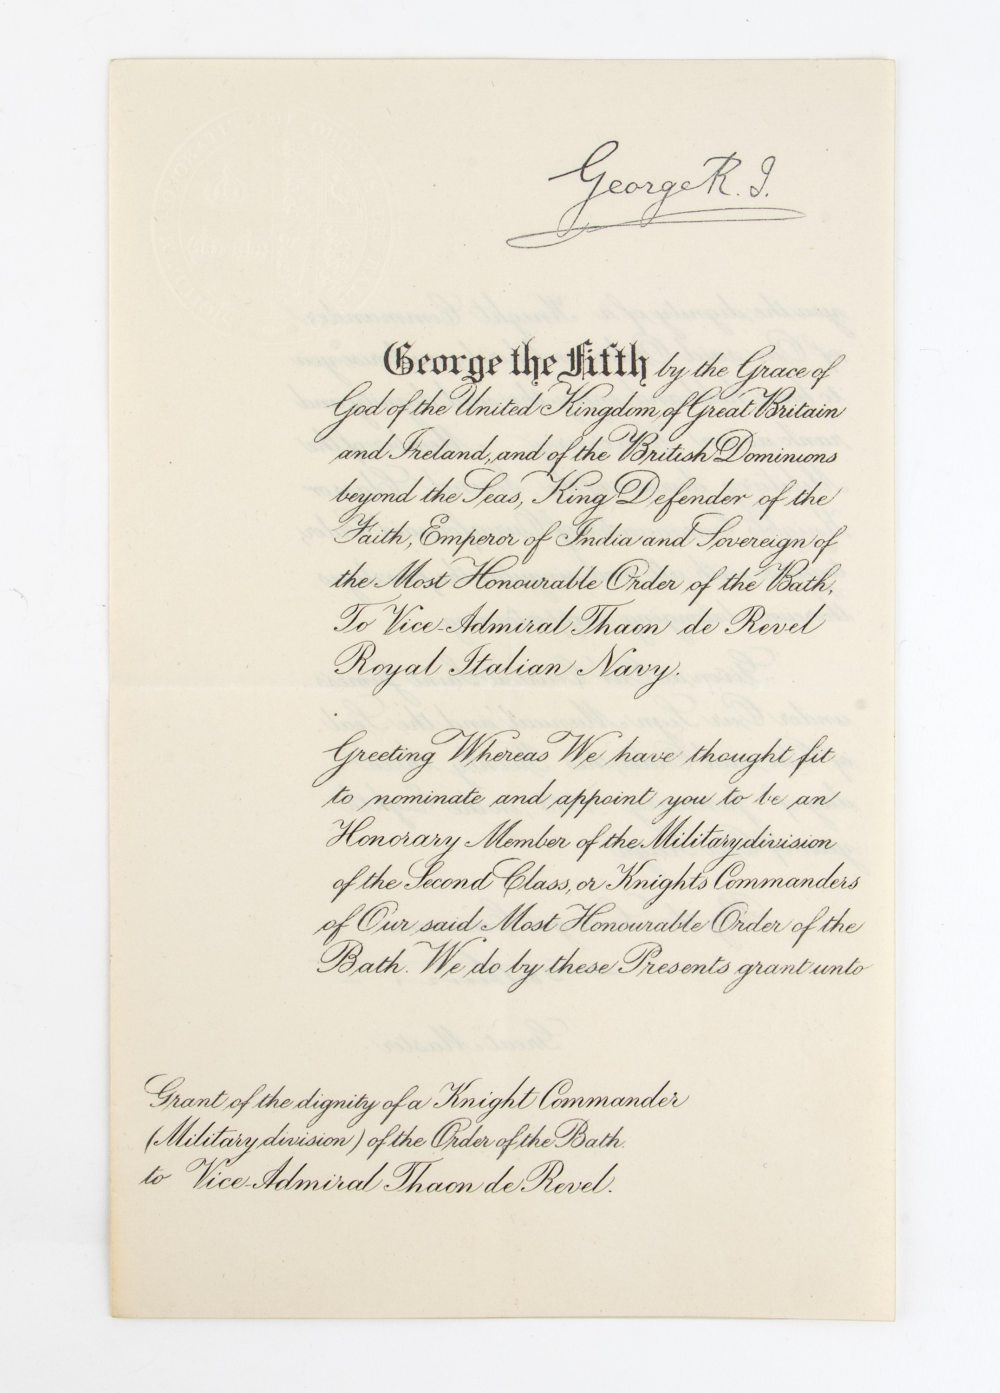 George R. I.
George the Fifth by the Grace of
God of the United Kingdom of Great Britain
and Ireland, and of the British Dominions
beyond the Seas, King Defender of the
Faith, Emperor of India and Sovereign of
the Most Honourable Order of the Bath,
To Vice-Admiral Thaon de Revel
Royal Italian Navy.
Greeting Whereas We have thought fit
to nominate and appoint you to be an
Honorary Member of the Military division
of the Second Class, or Knights Commanders
of Our said Most Honourable Order of the
Bath. We do by these Presents grant unto
Great Master
Grant of the dignity of a Knight Commander
(Military division) of the Order of the Bath.
to Vice-Admiral Thaon de Revel.